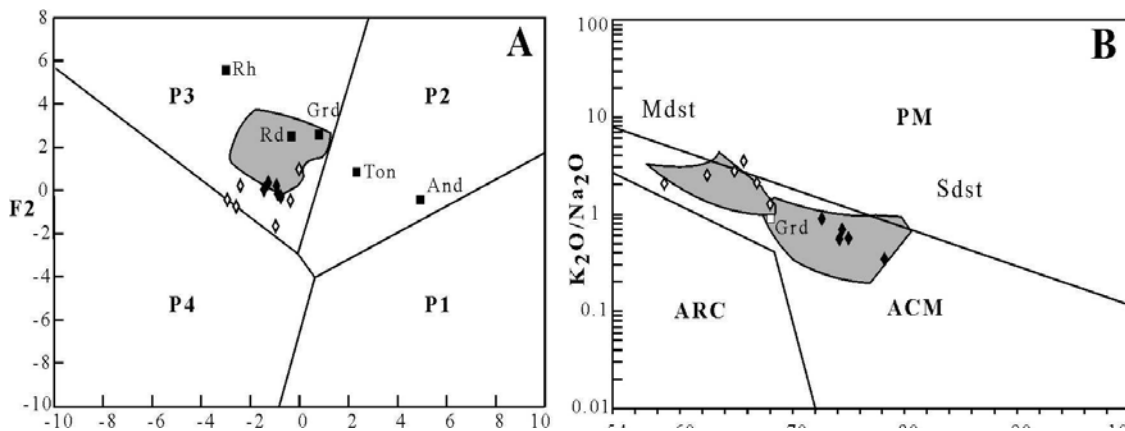 8
6
4
2
0
-2
-4
-6
-8
-10
F2
A
P3
P2
P4
P1
Rh
Grd
Rd
Ton
And
-10 -8 -6 -4 -2 0 2 4 6 8 10
B
100
10
1
0.1
0.01
K2O/Na2O
Mdst
PM
Sdst
Grd
ARC
ACM